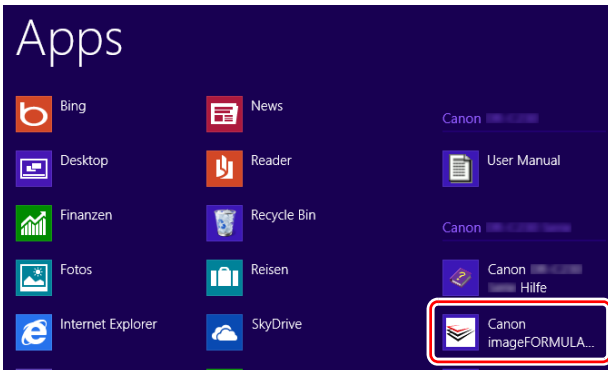 Apps
Bing
News
Canon
Desktop
Reader
User Manual
Finanzen
Recycle Bin
Canon
Fotos
Reisen
Canon
Hilfe
Internet Explorer
SkyDrive
Canon
imageFORMULA...